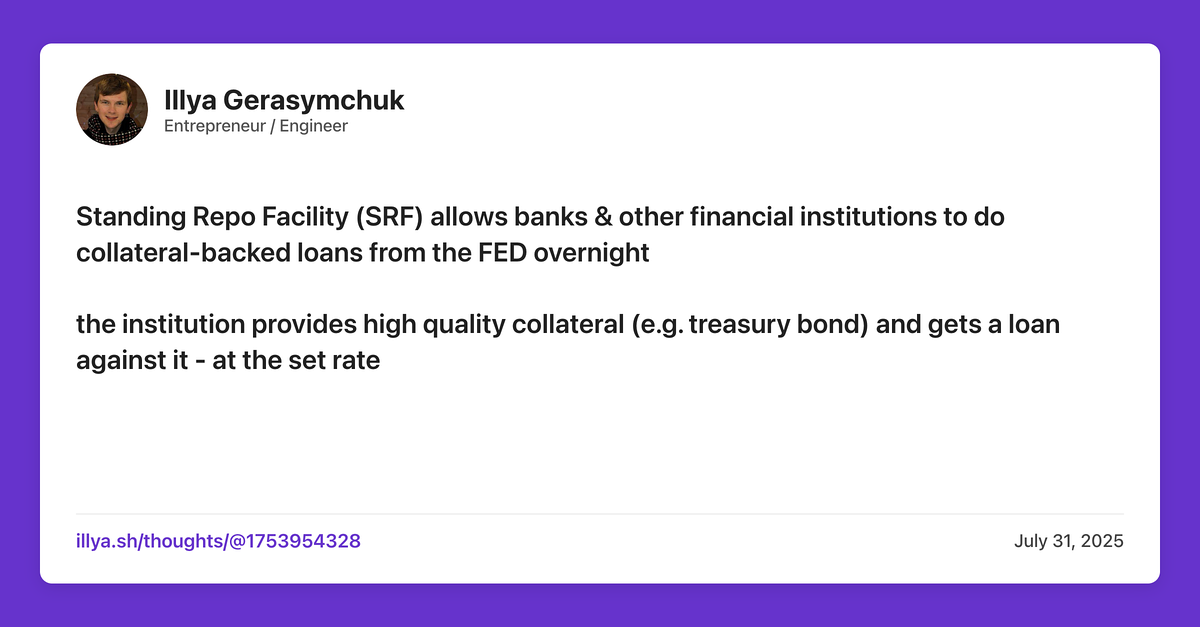 Illya Gerasymchuk
Entrepreneur / Engineer
Standing Repo Facility (SRF) allows banks & other financial institutions to do
collateral-backed loans from the FED overnight
the institution provides high quality collateral (e.g. treasury bond) and gets a loan
against it - at the set rate
illya.sh/thoughts/@1753954328
July 31, 2025